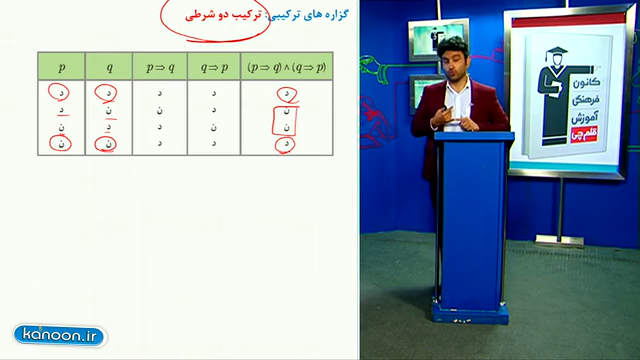 گزاره های ترکیبی: ترکیب دو شرطی
p q p ⇒ q q ⇒ p (p ⇒ q) ∧ (q ⇒ p)
د د د د د
د ن ن د ن
ن د د ن ن
ن ن د د د
کانون
فرهنگی
آموزش
قلم‌چی
kanoon.ir